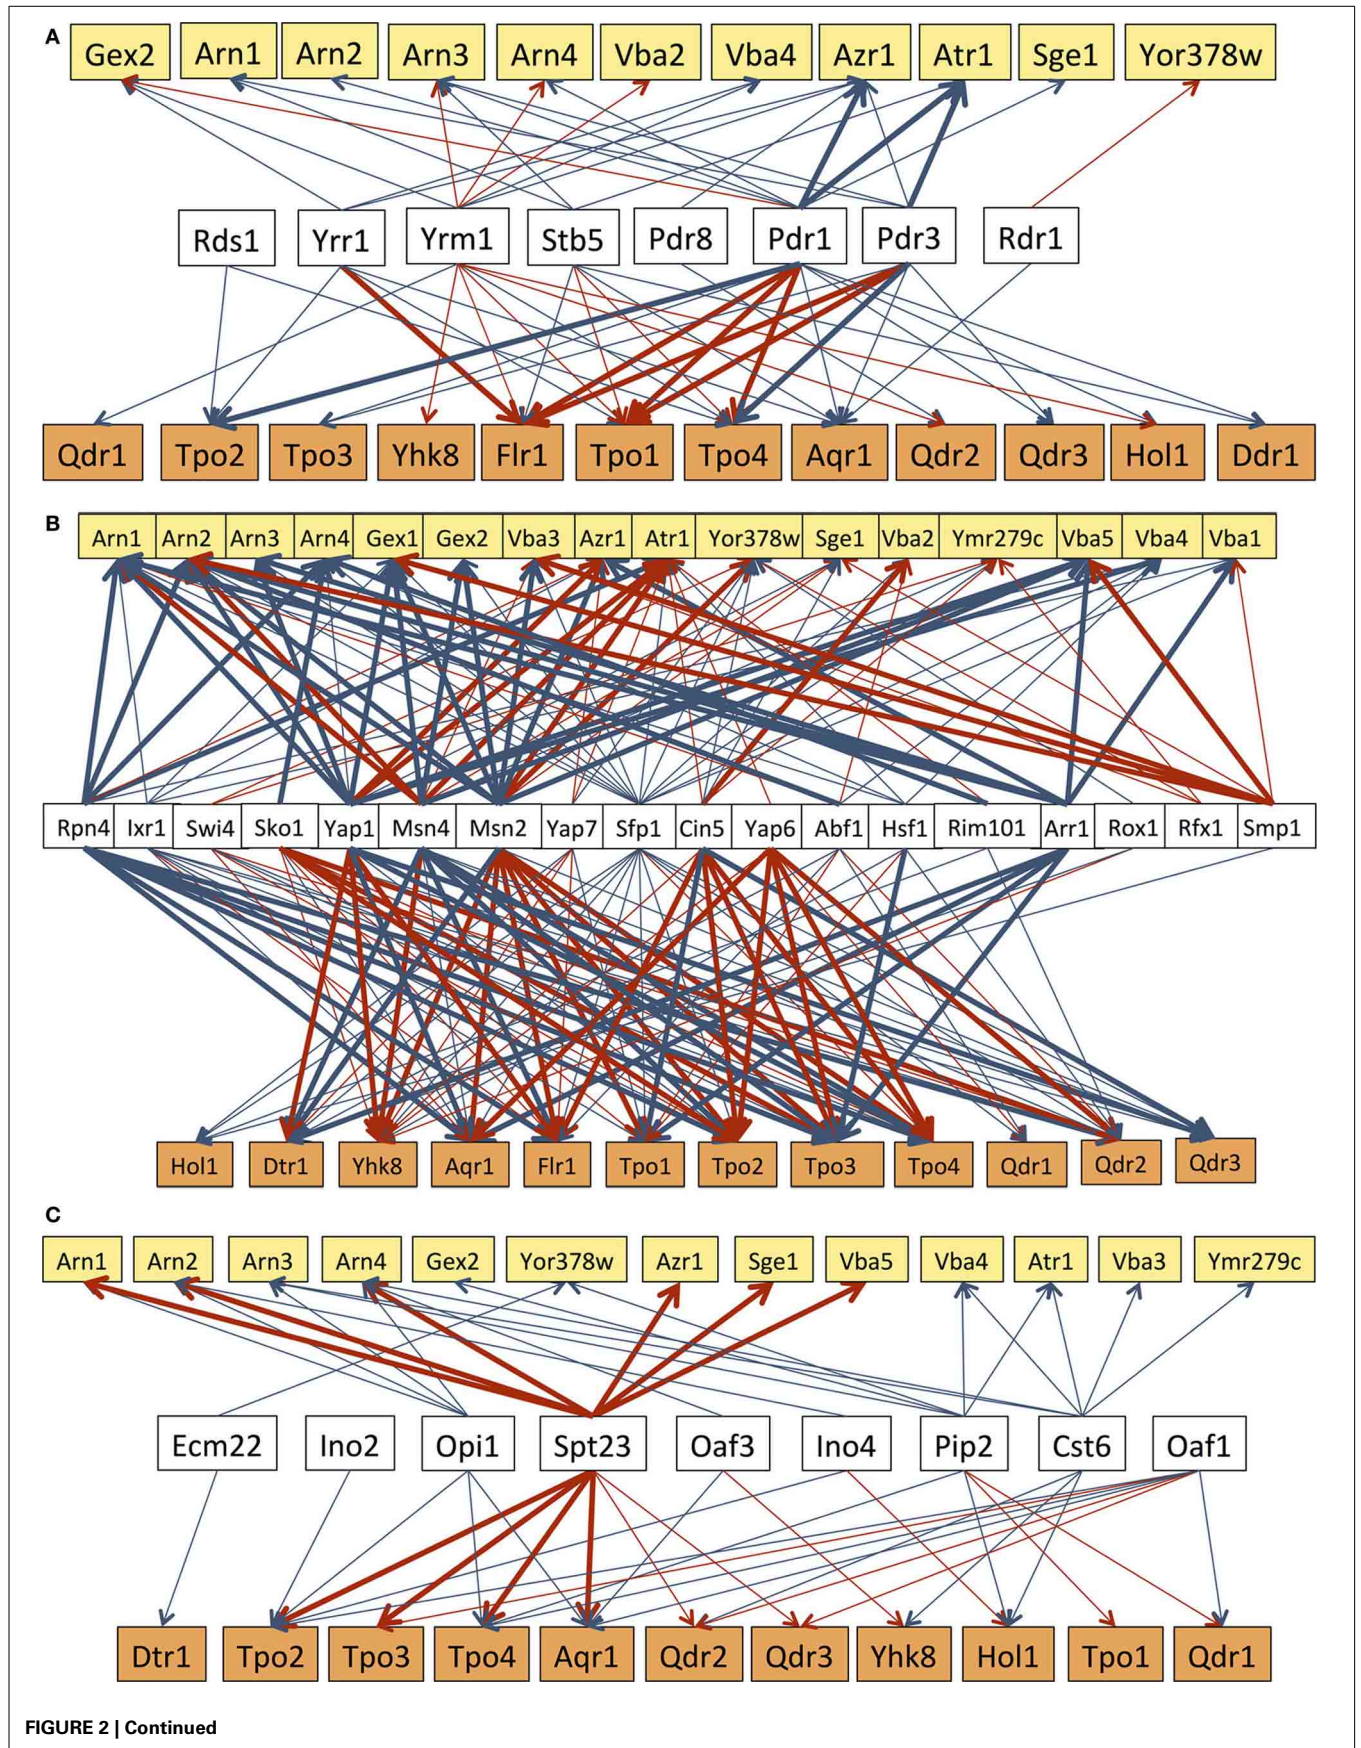 A
Gex2 Arn1 Arn2 Arn3 Arn4 Vba2 Vba4 Azr1 Atr1 Sge1 Yor378w
Rds1 Yrr1 Yrm1 Stb5 Pdr8 Pdr1 Pdr3 Rdr1
Qdr1 Tpo2 Tpo3 Yhk8 Flr1 Tpo1 Tpo4 Aqr1 Qdr2 Qdr3 Hol1 Ddr1
B
Arn1 Arn2 Arn3 Arn4 Gex1 Gex2 Vba3 Azr1 Atr1 Yor378w Sge1 Vba2 Ymr279c Vba5 Vba4 Vba1
Rpn4 Ixr1 Swi4 Sko1 Yap1 Msn4 Msn2 Yap7 Sfp1 Cin5 Yap6 Abf1 Hsf1 Rim101 Arr1 Rox1 Rfx1 Smp1
Hol1 Dtr1 Yhk8 Aqr1 Flr1 Tpo1 Tpo2 Tpo3 Tpo4 Qdr1 Qdr2 Qdr3
C
Arn1 Arn2 Arn3 Arn4 Gex2 Yor378w Azr1 Sge1 Vba5 Vba4 Atr1 Vba3 Ymr279c
Ecm22 Ino2 Opi1 Spt23 Oaf3 Ino4 Pip2 Cst6 Oaf1
Dtr1 Tpo2 Tpo3 Tpo4 Aqr1 Qdr2 Qdr3 Yhk8 Hol1 Tpo1 Qdr1
FIGURE 2 | Continued